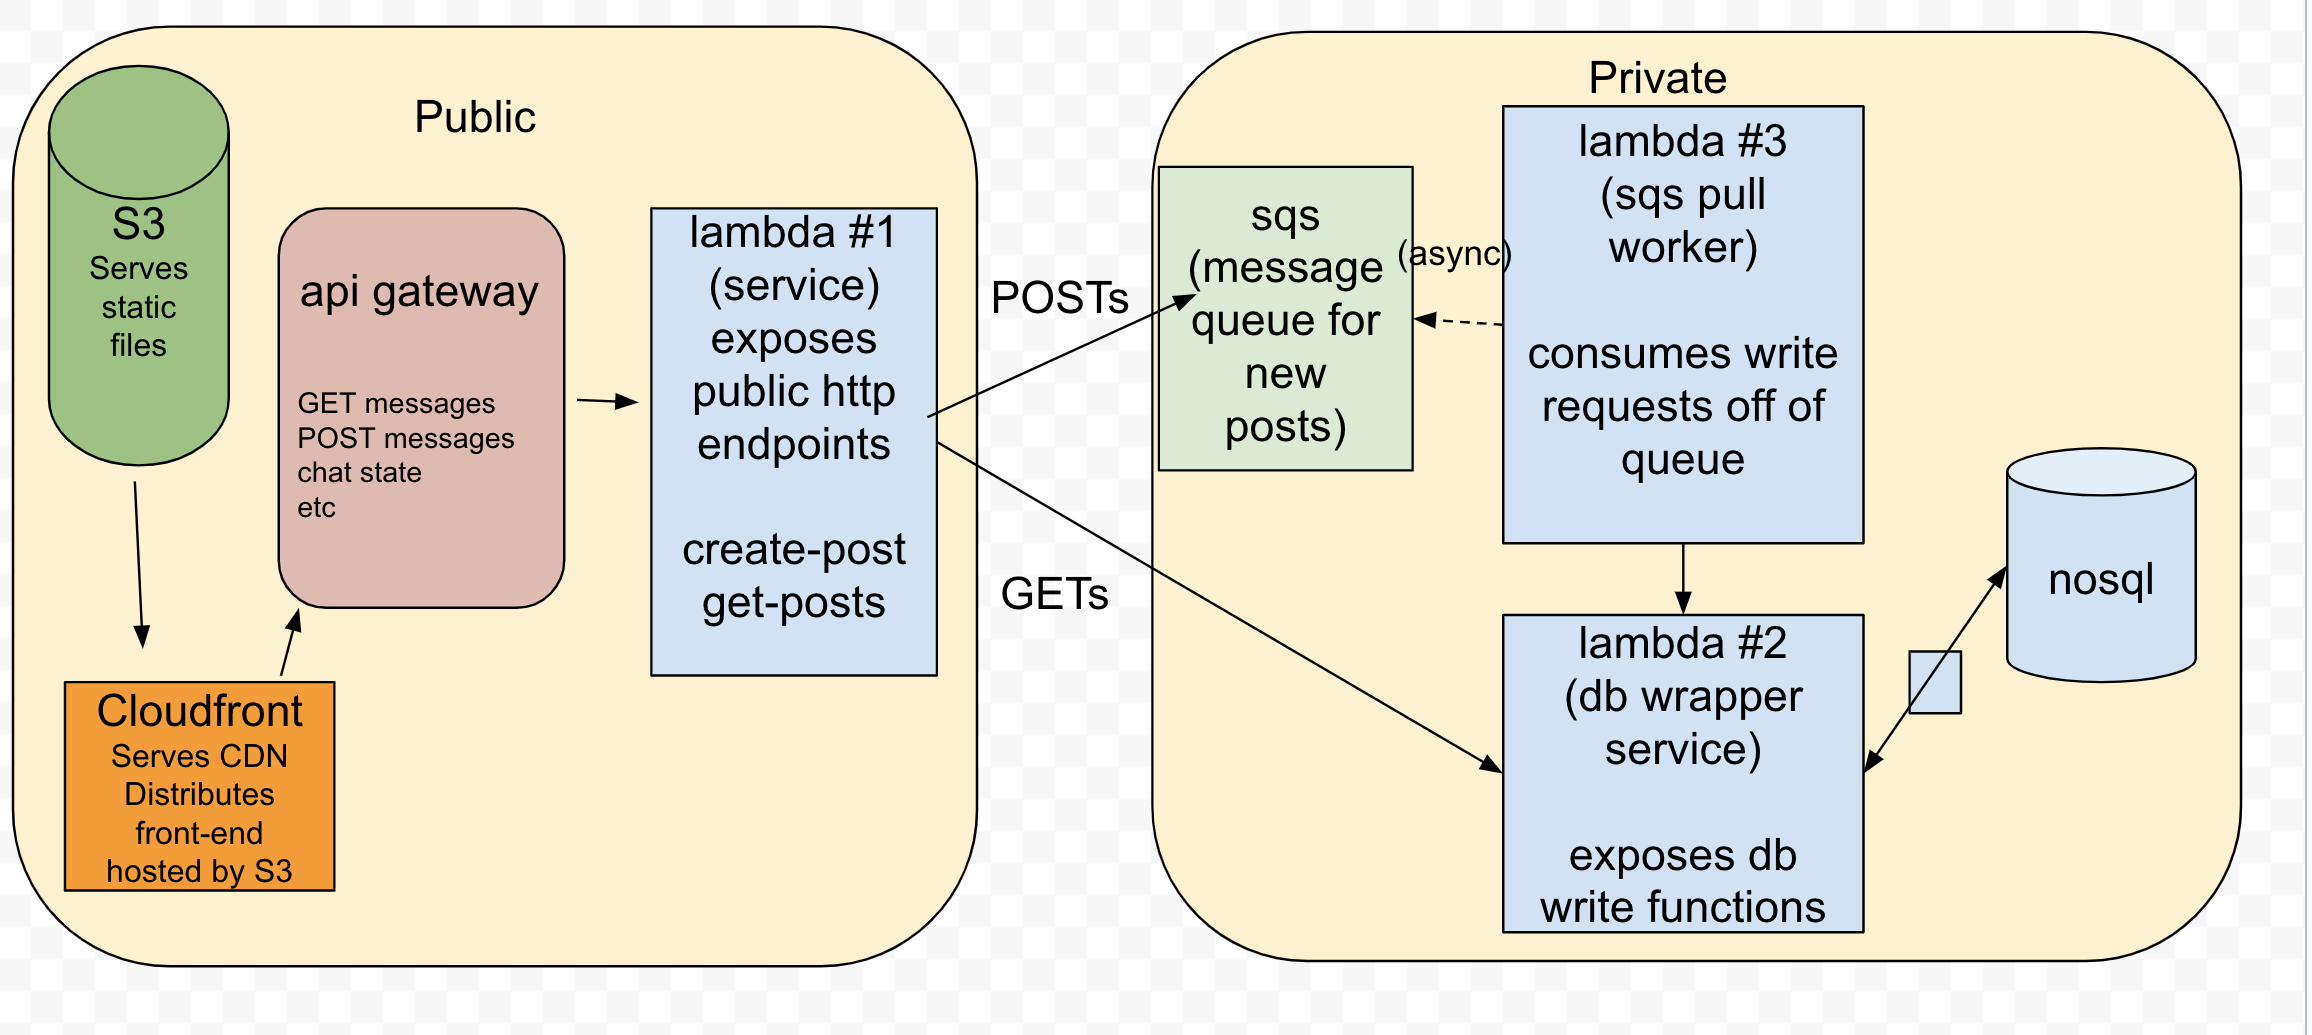 Public
S3
Serves
static
files
api gateway
GET messages
POST messages
chat state
etc
lambda #1
(service)
exposes
public http
endpoints
create-post
get-posts
Cloudfront
Serves CDN
Distributes
front-end
hosted by S3
POSTs
GETs
Private
sqs
(message
queue for
new
posts)
(async)
lambda #3
(sqs pull
worker)
consumes write
requests off of
queue
lambda #2
(db wrapper
service)
exposes db
write functions
nosql